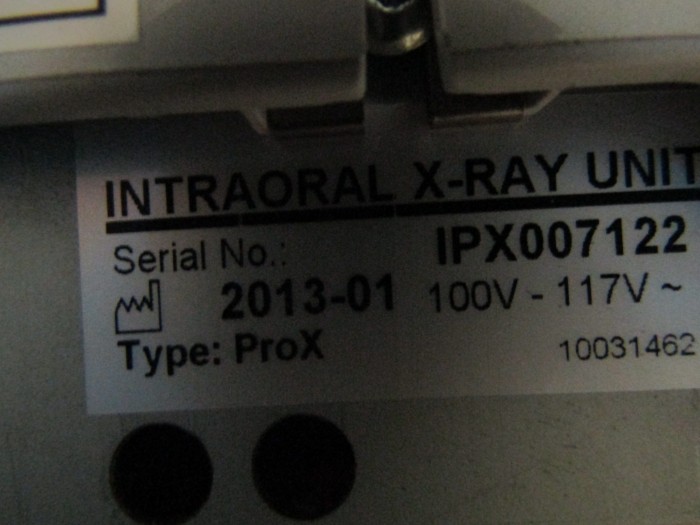 INTRAORAL X-RAY UNIT
Serial No.: IPX007122
2013-01 100V - 117V ~
Type: ProX 10031462